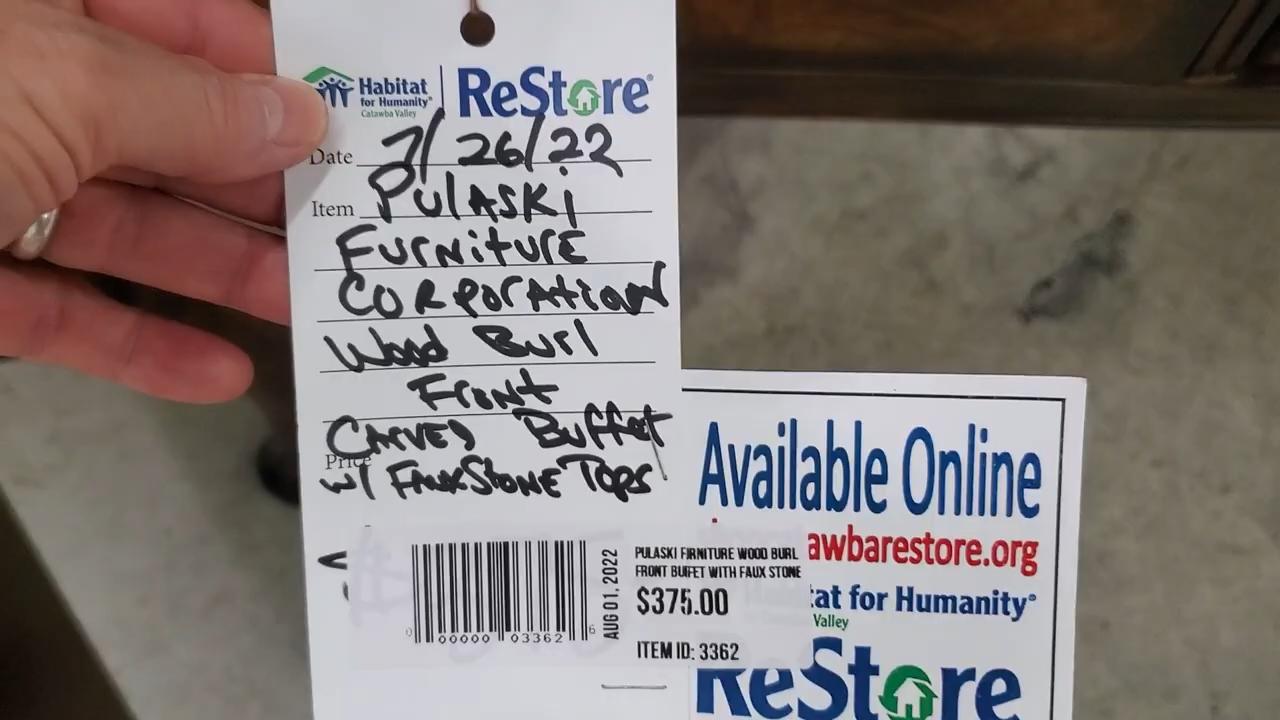 Habitat for Humanity® Catawba Valley
ReStore®
Date 7/26/22
Item Pulaski
Furniture
Corporation
Wood Burl
Front
Carved Buffet
Price
w/ Faux Stone Tops
0 00000 03362 6
AUG 01, 2022
PULASKI FIRNITURE WOOD BURL
FRONT BUFET WITH FAUX STONE
$375.00
ITEM ID: 3362
Available Online
awbarestore.org
tat for Humanity®
Valley
ReStore